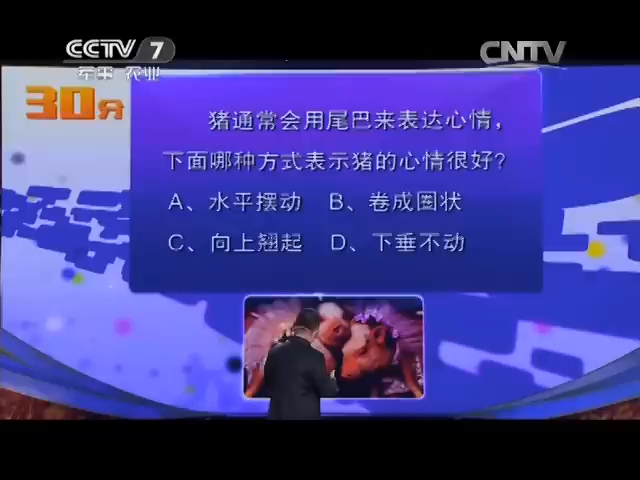 CCTV 7
CNTV
军事 农业
30分
猪通常会用尾巴来表达心情，
下面哪种方式表示猪的心情很好？
A、水平摆动 B、卷成圈状
C、向上翘起 D、下垂不动